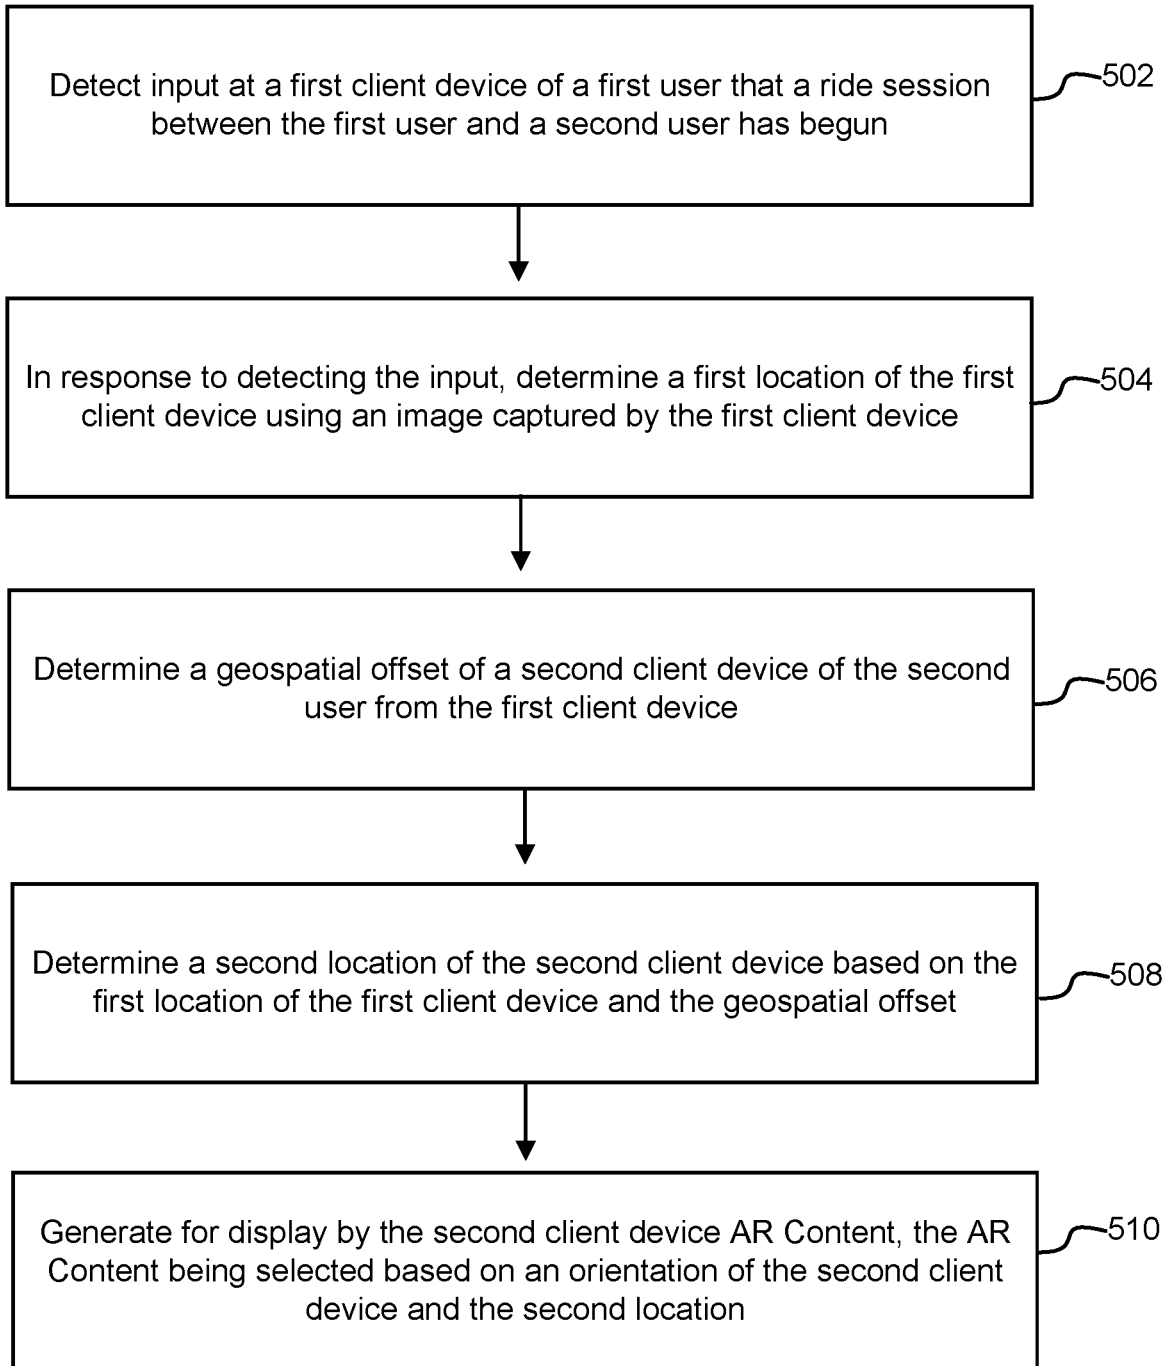 Detect input at a first client device of a first user that a ride session
between the first user and a second user has begun
502
In response to detecting the input, determine a first location of the first
client device using an image captured by the first client device
504
Determine a geospatial offset of a second client device of the second
user from the first client device
506
Determine a second location of the second client device based on the
first location of the first client device and the geospatial offset
508
Generate for display by the second client device AR Content, the AR
Content being selected based on an orientation of the second client
device and the second location
510